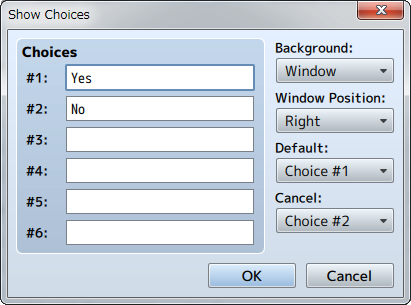 Show Choices
Choices
#1: Yes
#2: No
#3:
#4:
#5:
#6:
Background:
Window
Window Position:
Right
Default:
Choice #1
Cancel:
Choice #2
OK
Cancel